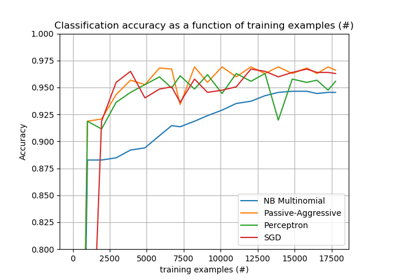 Classification accuracy as a function of training examples (#)
1.000
0.975
0.950
0.925
0.900
0.875
0.850
0.825
0.800
Accuracy
NB Multinomial
Passive-Aggressive
Perceptron
SGD
0 2500 5000 7500 10000 12500 15000 17500
training examples (#)